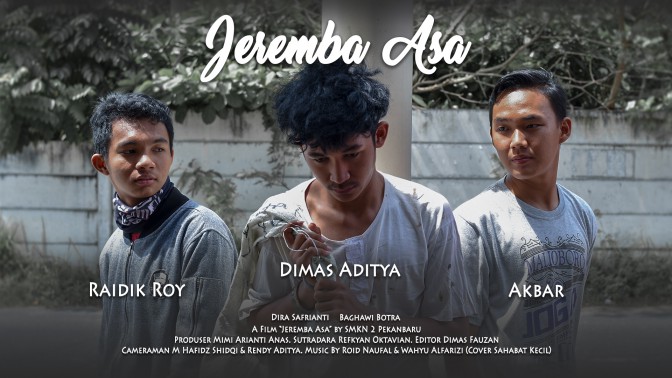 Jeremba Asa
Raidik Roy
Dimas Aditya
Akbar
Dira Safrianti Baghawi Botra
A Film "Jeremba Asa" by SMKN 2 Pekanbaru
Produser Mimi Arianti Anas, Sutradara Refkyan Oktavian, Editor Dimas Fauzan
Cameraman M Hafidz Shidqi & Rendy Aditya, Music By Roid Naufal & Wahyu Alfarizi (Cover Sahabat Kecil)